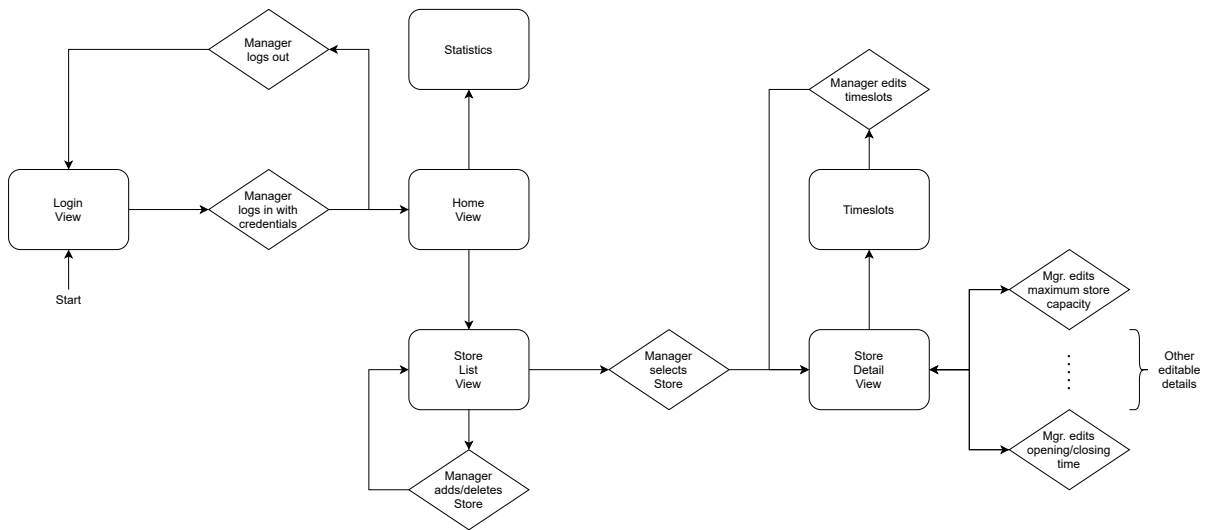 Manager
logs out
Statistics
Manager edits
timeslots
Login
View
Manager
logs in with
credentials
Home
View
Timeslots
Start
Mgr. edits
maximum store
capacity
Store
List
View
Manager
selects
Store
Store
Detail
View
Other
editable
details
Manager
adds/deletes
Store
Mgr. edits
opening/closing
time